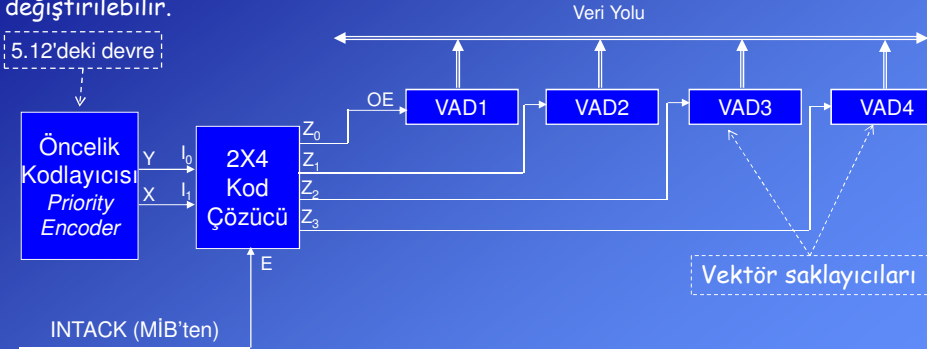 değiştirilebilir.
Veri Yolu
5.12'deki devre
OE
VAD1
VAD2
VAD3
VAD4
Öncelik
Kodlayıcısı
Priority
Encoder
Y
X
I0
I1
2X4
Kod
Çözücü
Z0
Z1
Z2
Z3
E
Vektör saklayıcıları
INTACK (MİB'ten)